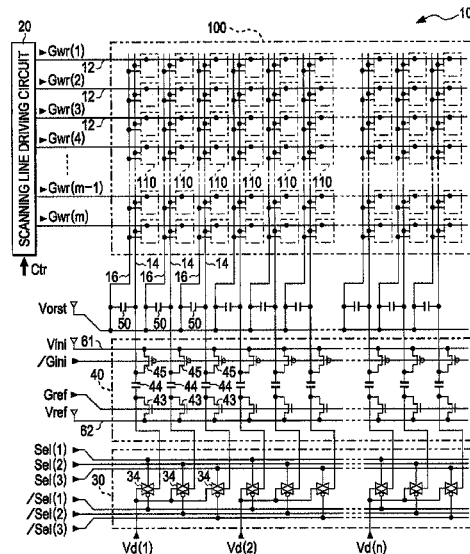 20
100
10
SCANNING LINE DRIVING CIRCUIT
Gwr(1)
12
Gwr(2)
12
Gwr(3)
12
Gwr(4)
110 110 110 110 110 110
Gwr(m-1)
Gwr(m)
Ctr
16 14 16 14 16 14
Vorst
50 50 50
Vini 61
/Gini
40
45 45 45
44 44 44
Gref
43 43 43
Vref
62
Sel(1)
Sel(2)
Sel(3)
34 34 34
/Sel(1)
30
/Sel(2)
/Sel(3)
Vd(1) Vd(2) Vd(n)